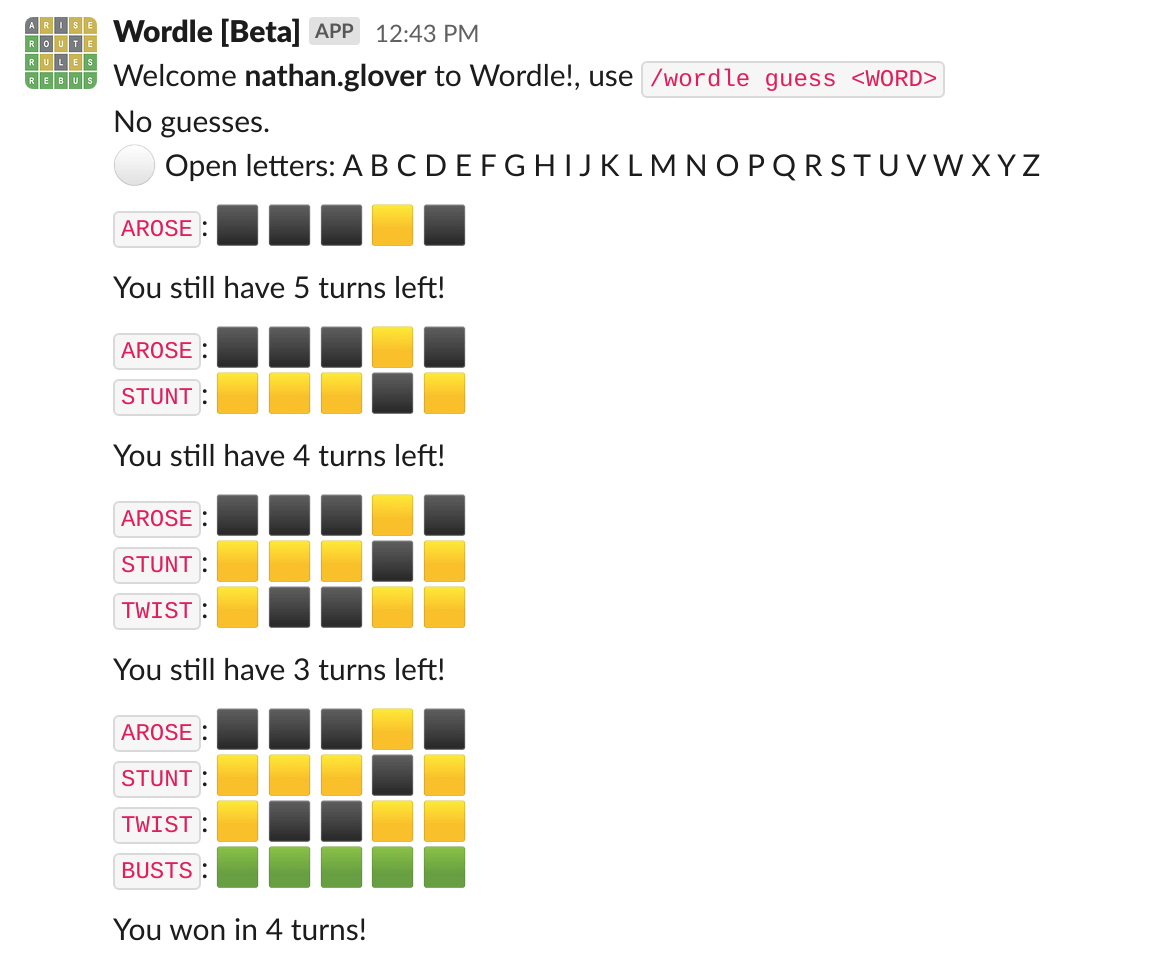 A R I S E
R O U T E
R U L E S
R E B U S
Wordle [Beta] APP 12:43 PM
Welcome nathan.glover to Wordle!, use /wordle guess <WORD>
No guesses.
Open letters: A B C D E F G H I J K L M N O P Q R S T U V W X Y Z
AROSE:
You still have 5 turns left!
AROSE:
STUNT:
You still have 4 turns left!
AROSE:
STUNT:
TWIST:
You still have 3 turns left!
AROSE:
STUNT:
TWIST:
BUSTS:
You won in 4 turns!